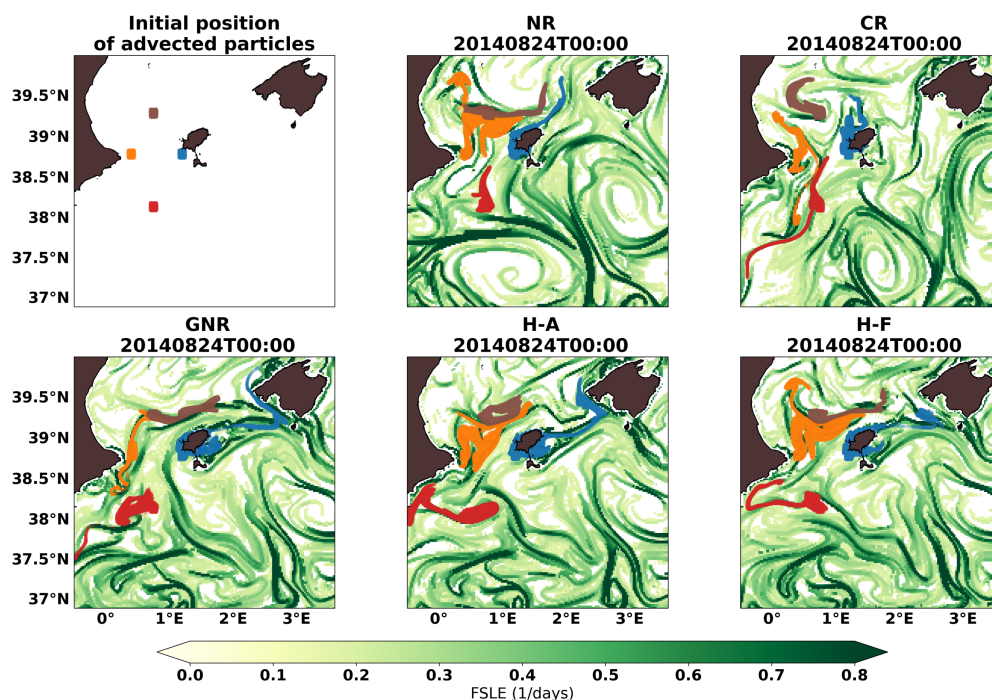 Initial position
of advected particles
NR
20140824T00:00
CR
20140824T00:00
39.5°N
39°N
38.5°N
38°N
37.5°N
37°N
GNR
20140824T00:00
H-A
20140824T00:00
H-F
20140824T00:00
39.5°N
39°N
38.5°N
38°N
37.5°N
37°N
0° 1°E 2°E 3°E
0° 1°E 2°E 3°E
0° 1°E 2°E 3°E
0.0 0.1 0.2 0.3 0.4 0.5 0.6 0.7 0.8
FSLE (1/days)